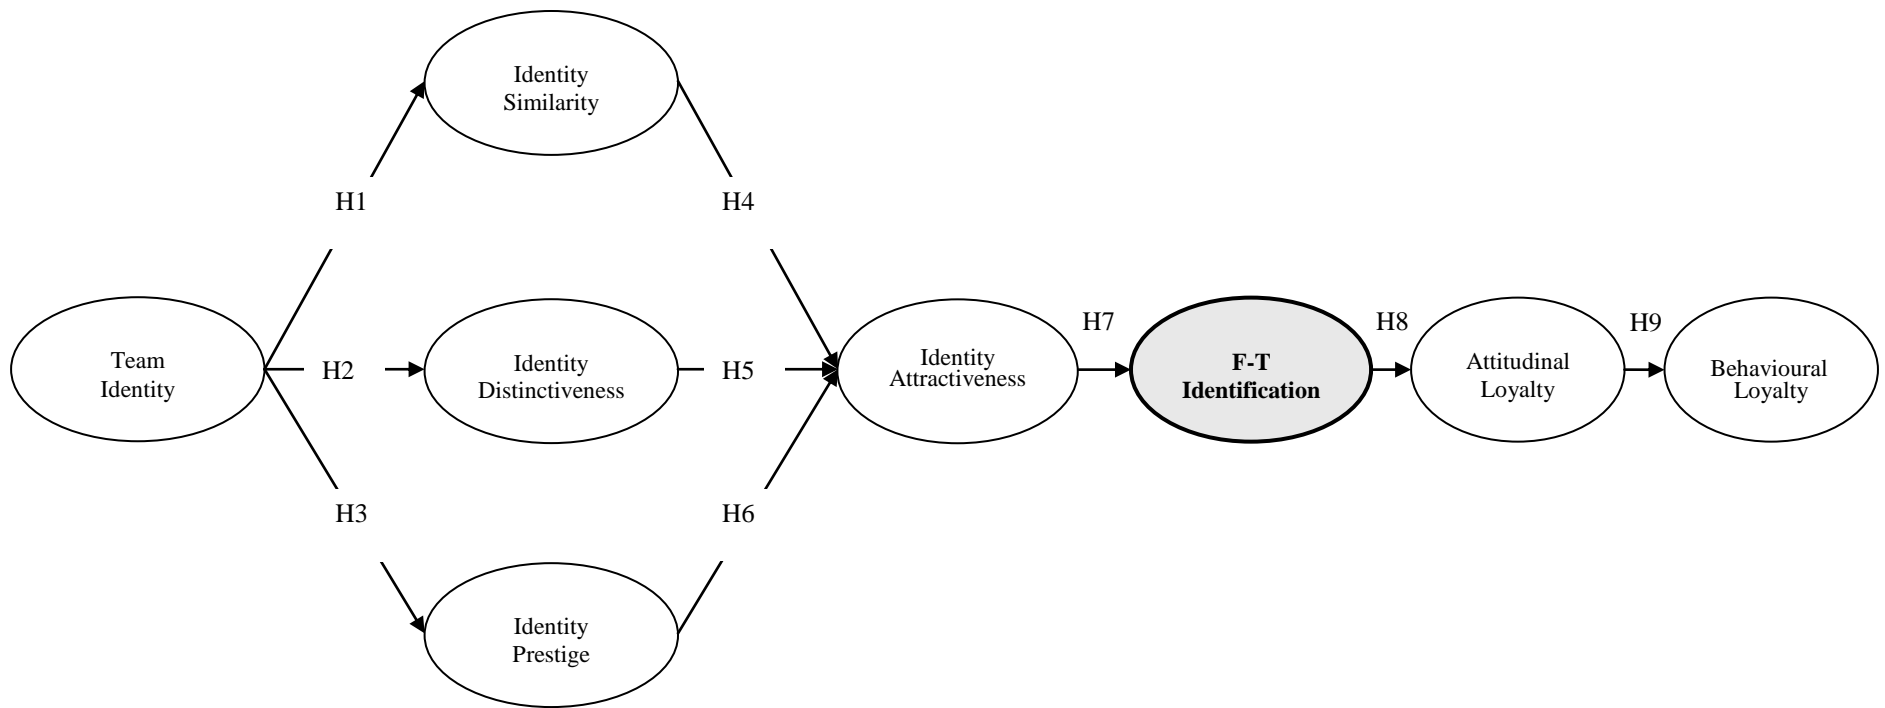 Identity
Similarity
H1
H4
Team
Identity
H2
Identity
Distinctiveness
H5
Identity
Attractiveness
H7
F-T
Identification
H8
Attitudinal
Loyalty
H9
Behavioural
Loyalty
H3
H6
Identity
Prestige